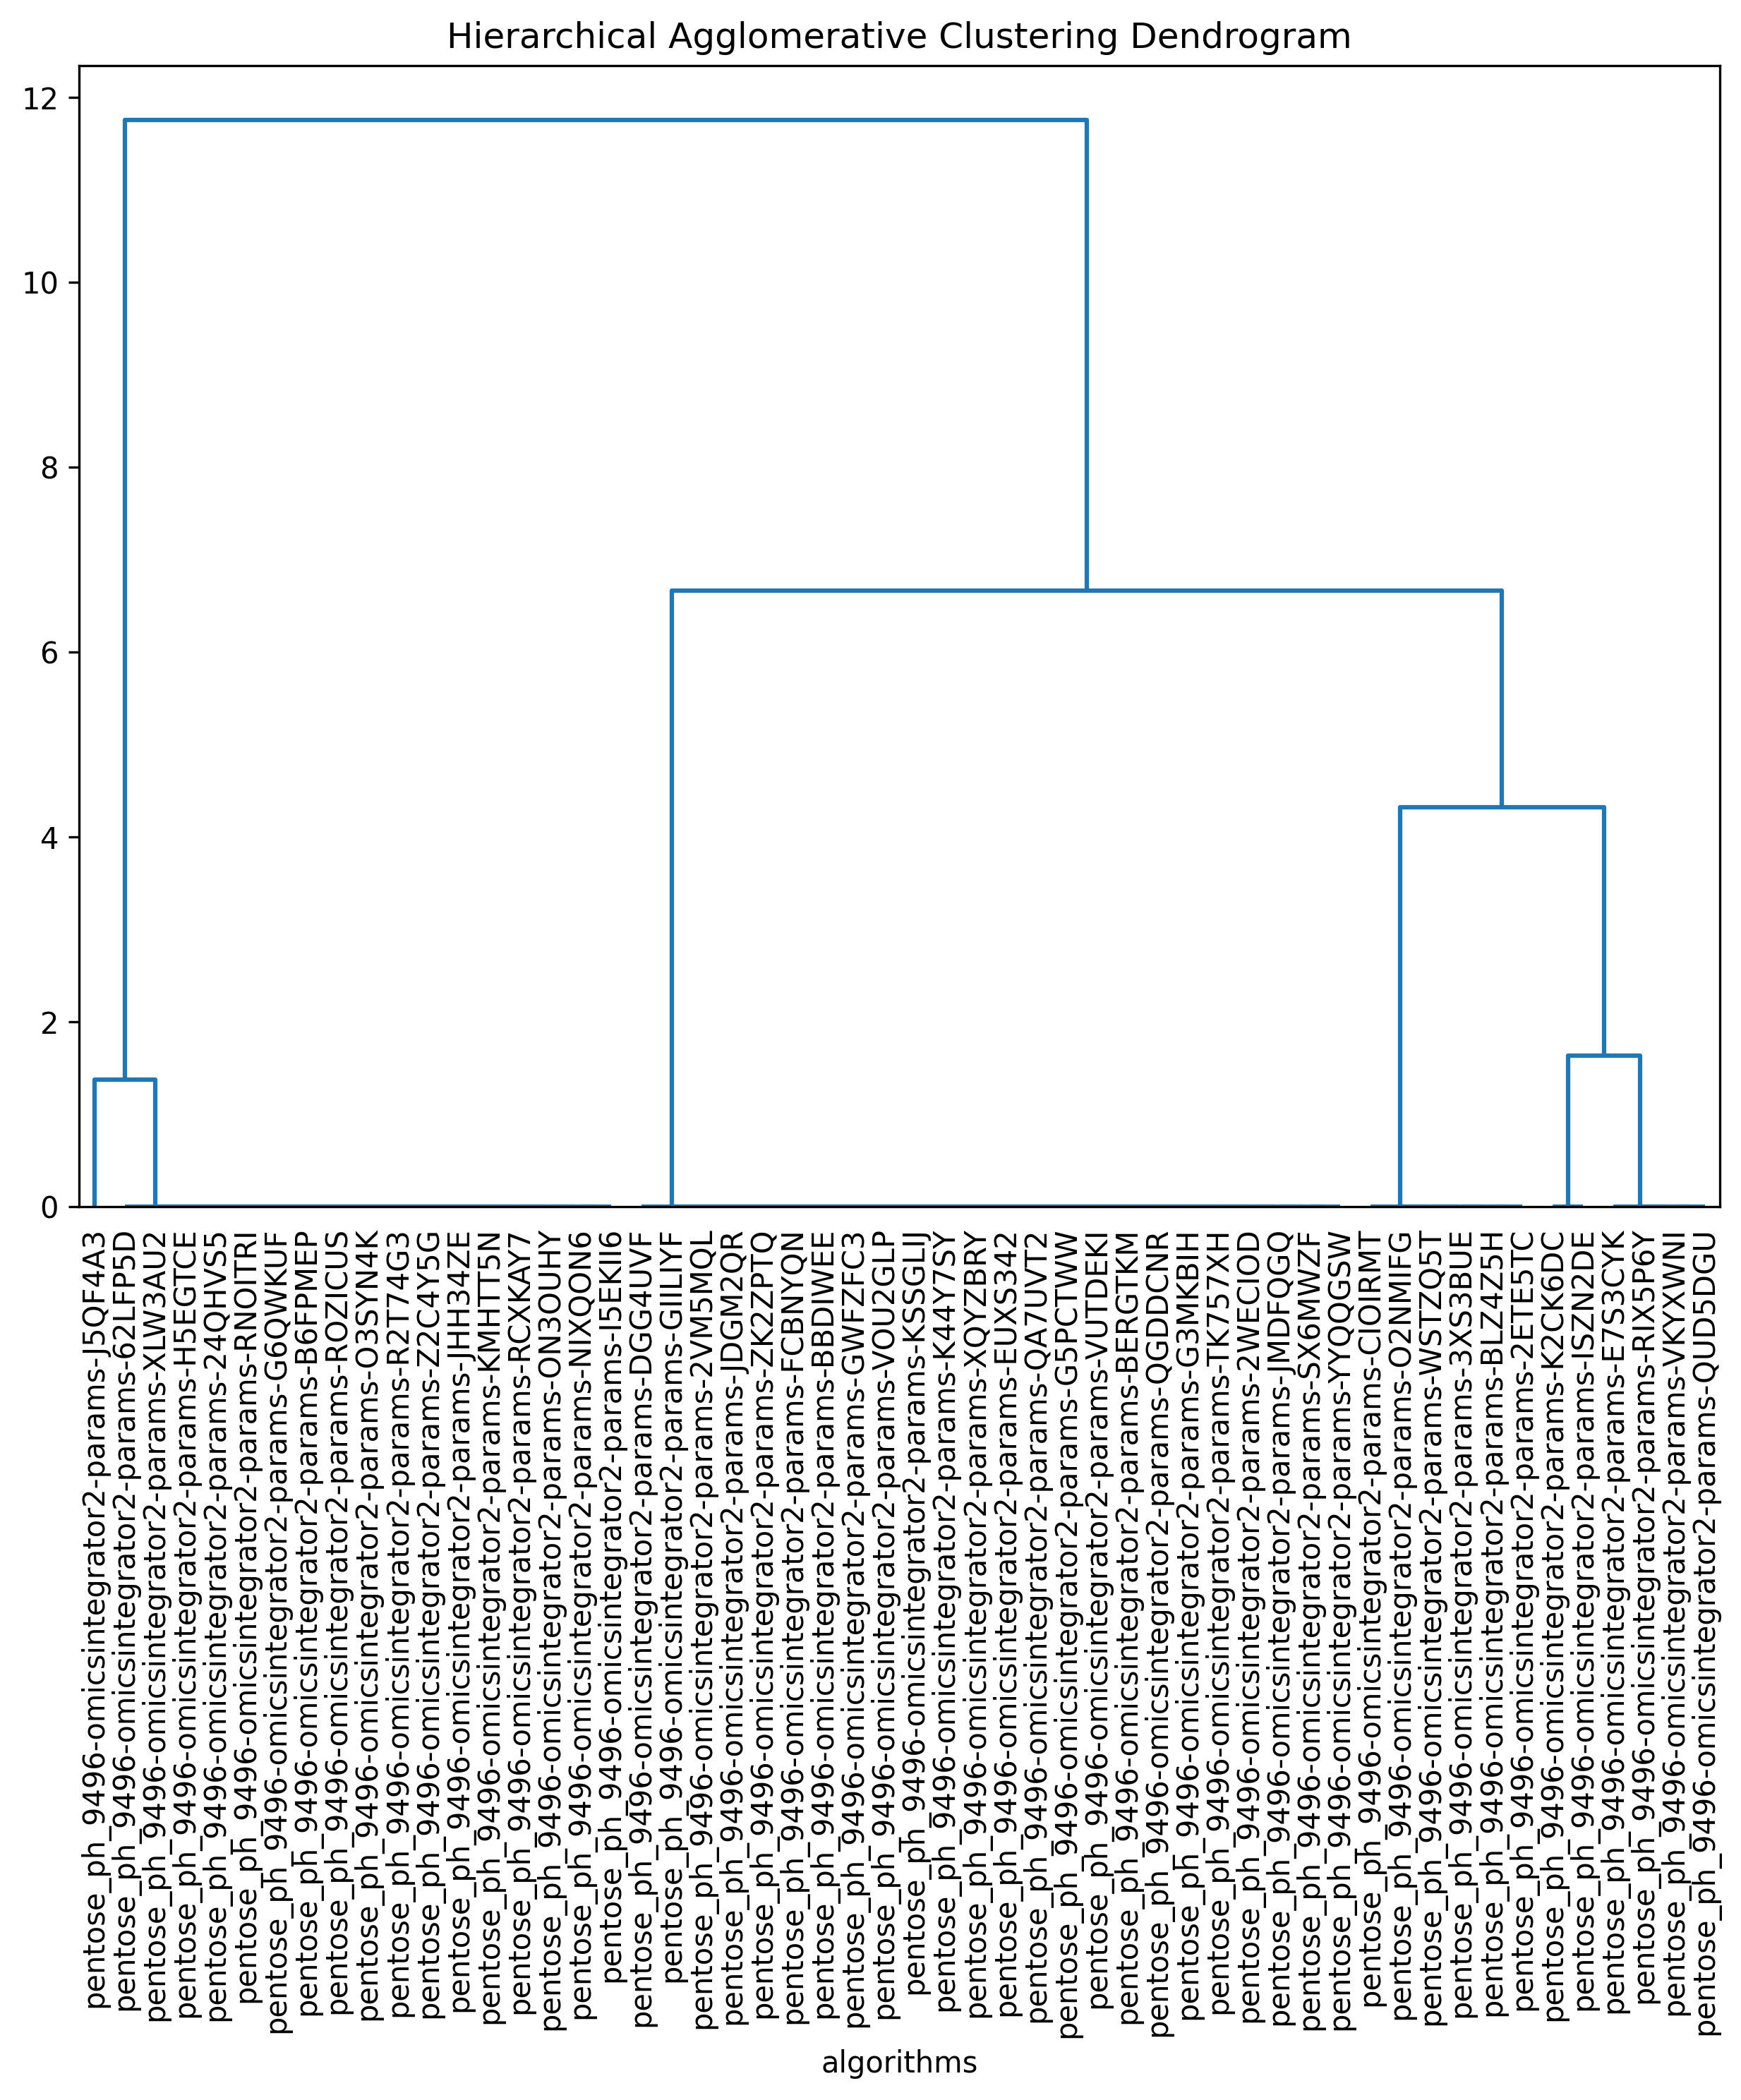 Hierarchical Agglomerative Clustering Dendrogram
12
10
8
6
4
2
0
pentose_ph_9496-omicsintegrator2-params-J5QF4A3
pentose_ph_9496-omicsintegrator2-params-62LFP5D
pentose_ph_9496-omicsintegrator2-params-XLW3AU2
pentose_ph_9496-omicsintegrator2-params-H5EGTCE
pentose_ph_9496-omicsintegrator2-params-24QHVS5
pentose_ph_9496-omicsintegrator2-params-RNOITRI
pentose_ph_9496-omicsintegrator2-params-G6QWKUF
pentose_ph_9496-omicsintegrator2-params-B6FPMEP
pentose_ph_9496-omicsintegrator2-params-ROZICUS
pentose_ph_9496-omicsintegrator2-params-O3SYN4K
pentose_ph_9496-omicsintegrator2-params-R2T74G3
pentose_ph_9496-omicsintegrator2-params-Z2C4Y5G
pentose_ph_9496-omicsintegrator2-params-JHH34ZE
pentose_ph_9496-omicsintegrator2-params-KMHTT5N
pentose_ph_9496-omicsintegrator2-params-RCXKAY7
pentose_ph_9496-omicsintegrator2-params-ON3OUHY
pentose_ph_9496-omicsintegrator2-params-NIXQON6
pentose_ph_9496-omicsintegrator2-params-I5EKII6
pentose_ph_9496-omicsintegrator2-params-DGG4UVF
pentose_ph_9496-omicsintegrator2-params-GIILIYF
pentose_ph_9496-omicsintegrator2-params-2VM5MQL
pentose_ph_9496-omicsintegrator2-params-JDGM2QR
pentose_ph_9496-omicsintegrator2-params-ZK2ZPTQ
pentose_ph_9496-omicsintegrator2-params-FCBNYQN
pentose_ph_9496-omicsintegrator2-params-BBDIWEE
pentose_ph_9496-omicsintegrator2-params-GWFZFC3
pentose_ph_9496-omicsintegrator2-params-VOU2GLP
pentose_ph_9496-omicsintegrator2-params-KSSGLIJ
pentose_ph_9496-omicsintegrator2-params-K44Y7SY
pentose_ph_9496-omicsintegrator2-params-XQYZBRY
pentose_ph_9496-omicsintegrator2-params-EUXS342
pentose_ph_9496-omicsintegrator2-params-QA7UVT2
pentose_ph_9496-omicsintegrator2-params-G5PCTWW
pentose_ph_9496-omicsintegrator2-params-VUTDEKI
pentose_ph_9496-omicsintegrator2-params-BERGTKM
pentose_ph_9496-omicsintegrator2-params-QGDDCNR
pentose_ph_9496-omicsintegrator2-params-G3MKBIH
pentose_ph_9496-omicsintegrator2-params-TK757XH
pentose_ph_9496-omicsintegrator2-params-2WECIOD
pentose_ph_9496-omicsintegrator2-params-JMDFQGQ
pentose_ph_9496-omicsintegrator2-params-SX6MWZF
pentose_ph_9496-omicsintegrator2-params-YYQQGSW
pentose_ph_9496-omicsintegrator2-params-CIOIRMT
pentose_ph_9496-omicsintegrator2-params-O2NMIFG
pentose_ph_9496-omicsintegrator2-params-WSTZQ5T
pentose_ph_9496-omicsintegrator2-params-3XS3BUE
pentose_ph_9496-omicsintegrator2-params-BLZ4Z5H
pentose_ph_9496-omicsintegrator2-params-2ETE5TC
pentose_ph_9496-omicsintegrator2-params-K2CK6DC
pentose_ph_9496-omicsintegrator2-params-ISZN2DE
pentose_ph_9496-omicsintegrator2-params-E7S3CYK
pentose_ph_9496-omicsintegrator2-params-RIX5P6Y
pentose_ph_9496-omicsintegrator2-params-VKYXWNI
pentose_ph_9496-omicsintegrator2-params-QUD5DGU
algorithms